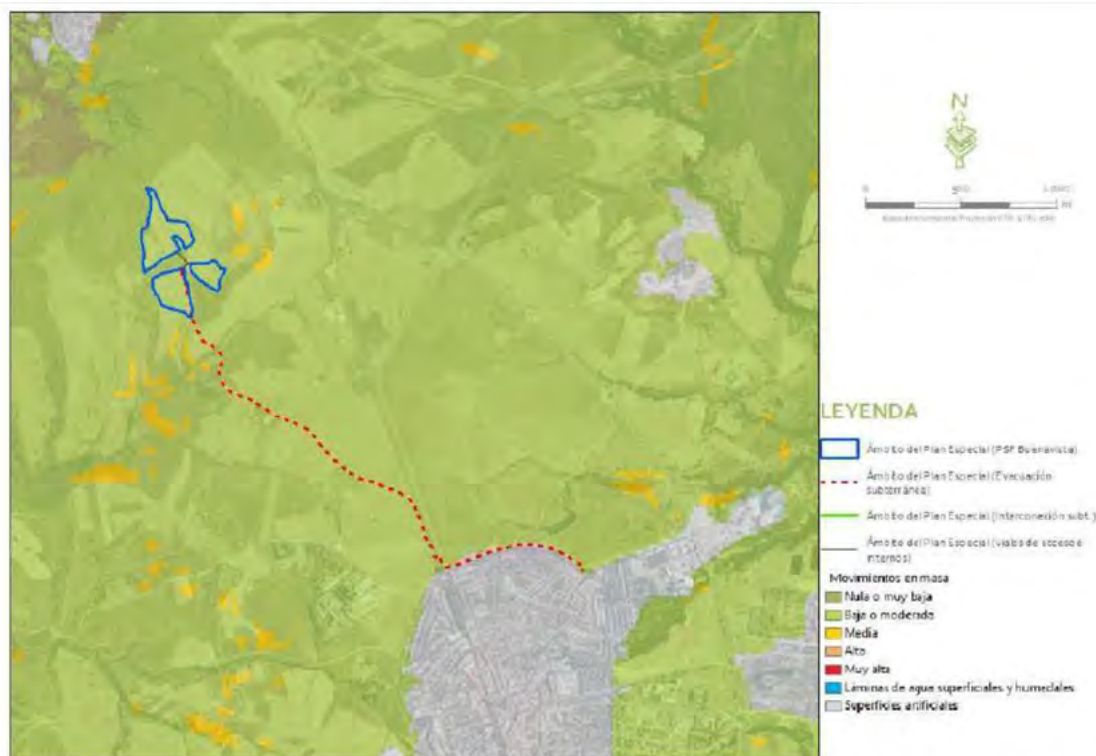 N
0
LEYENDA
Ámbito del Plan Especial (PSF Buenavista)
Ámbito del Plan Especial (Evacuación
subterránea)
Ámbito del Plan Especial (Interconexión subt.)
Ámbito del Plan Especial (viales de acceso e
internos)
Movimientos en masa
Nula o muy baja
Baja o moderada
Media
Alta
Muy alta
Láminas de agua superficiales y humedales
Superficies artificiales